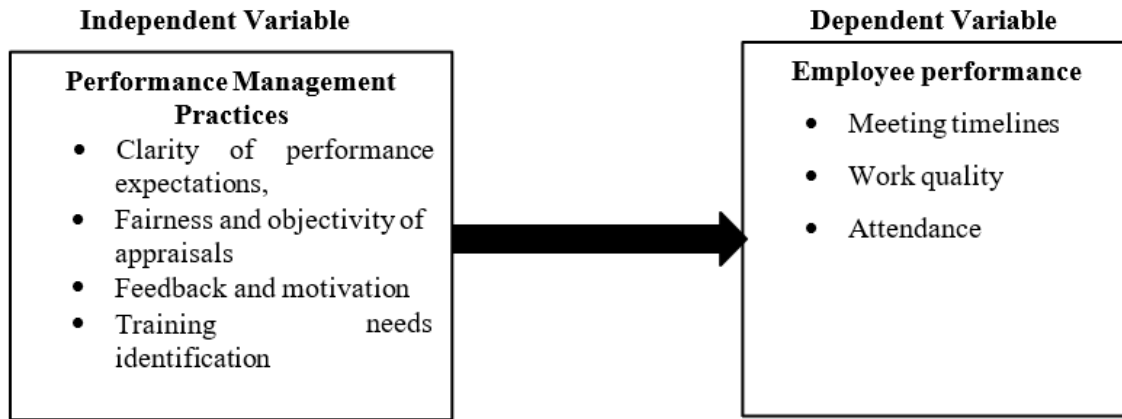 Independent Variable
Performance Management
Practices
• Clarity of performance
expectations,
• Fairness and objectivity of
appraisals
• Feedback and motivation
• Training needs
identification
Dependent Variable
Employee performance
• Meeting timelines
• Work quality
• Attendance